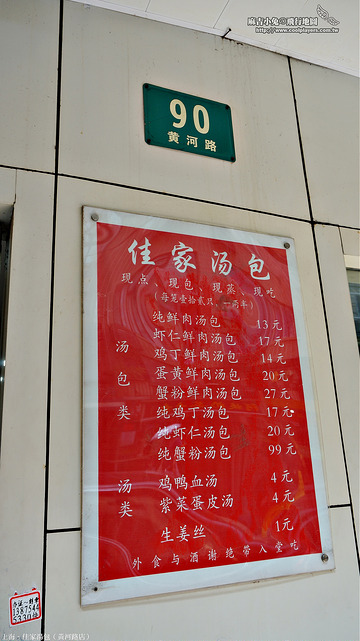 麻吉小兔@飛行地圖
http://www.coolplayers.com.tw
90
黄河路
佳家汤包
现点、现包、现蒸、现吃
(每笼壹拾贰只 两半)
汤包类
纯鲜肉汤包 13元
虾仁鲜肉汤包 17元
鸡丁鲜肉汤包 14元
蛋黄鲜肉汤包 20元
蟹粉鲜肉汤包 27元
纯鸡丁汤包 17元
纯虾仁汤包 20元
纯蟹粉汤包 99元
汤类
鸡鸭血汤 4元
紫菜蛋皮汤 4元
生姜丝 1元
外食与酒谢绝带入堂吃
上海‧佳家湯包(黃河路店)